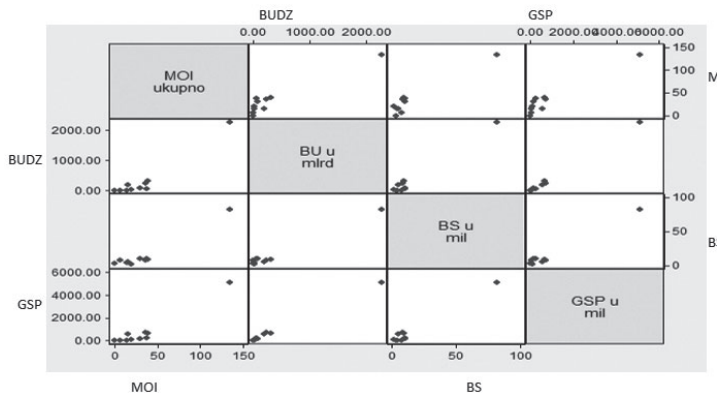 BUDZ GSP
0.00 1000.00 2000.00 0.00 2000.00 4000.00 6000.00
MOI
ukupno
150
100
50
0
M
BUDZ
2000.00
1000.00
0.00
BU u
mlrd
BS u
mil
100
50
0
BS
GSP
6000.00
4000.00
2000.00
0.00
GSP u
mil
0 50 100 150 0 50 100
MOI BS